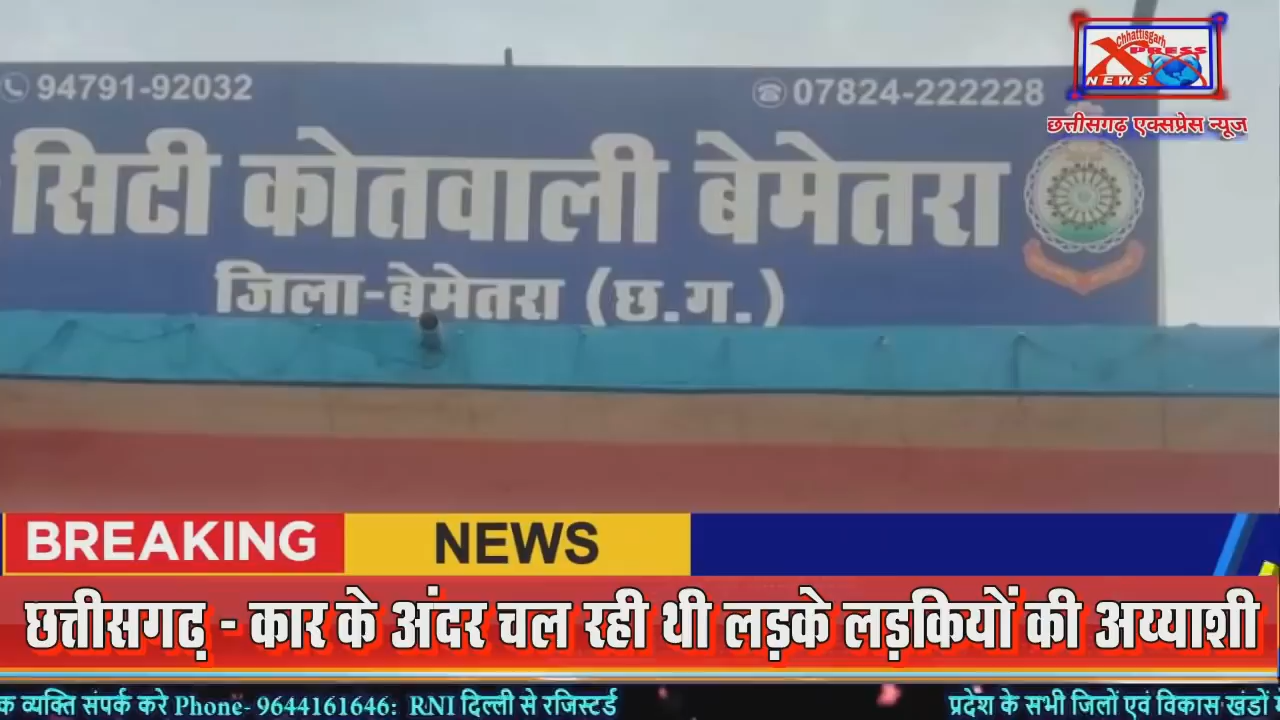 Chhattisgarh
XPRESS
NEWS
छत्तीसगढ़ एक्सप्रेस न्यूज
94791-92032
07824-222228
सिटी कोतवाली बेमेतरा
जिला-बेमेतरा (छ.ग.)
BREAKING NEWS
छत्तीसगढ़ - कार के अंदर चल रही थी लड़के लड़कियों की अय्याशी
क व्यक्ति संपर्क करे Phone- 9644161646: RNI दिल्ली से रजिस्टर्ड
प्रदेश के सभी जिलों एवं विकास खंडों